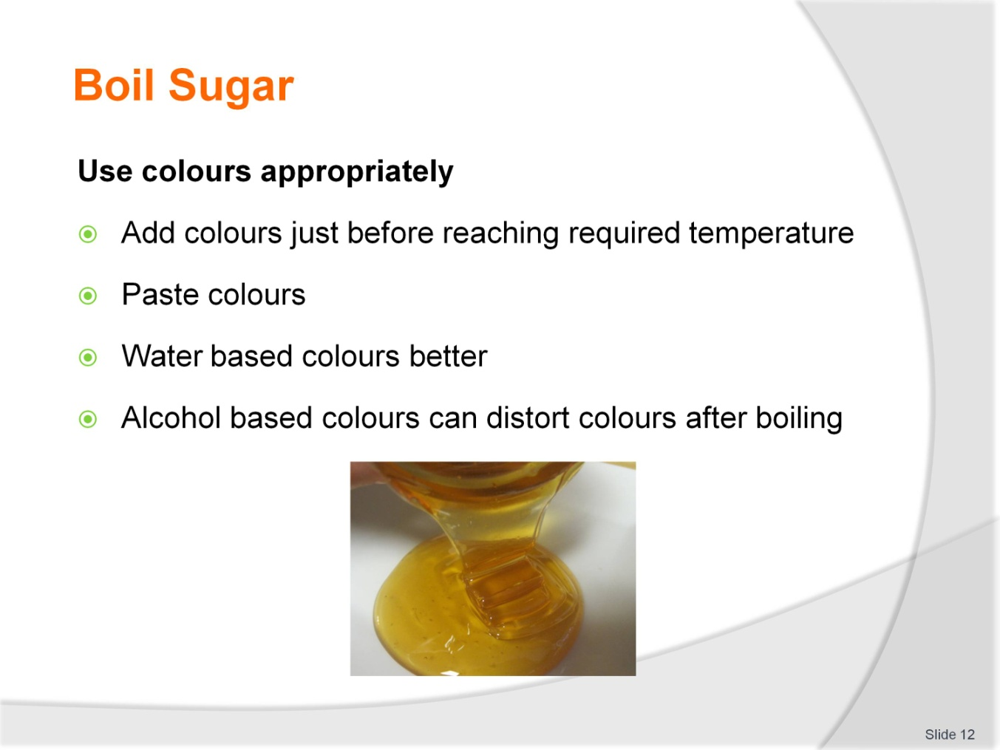 Boil Sugar
Use colours appropriately
Add colours just before reaching required temperature
Paste colours
Water based colours better
Alcohol based colours can distort colours after boiling
Slide 12